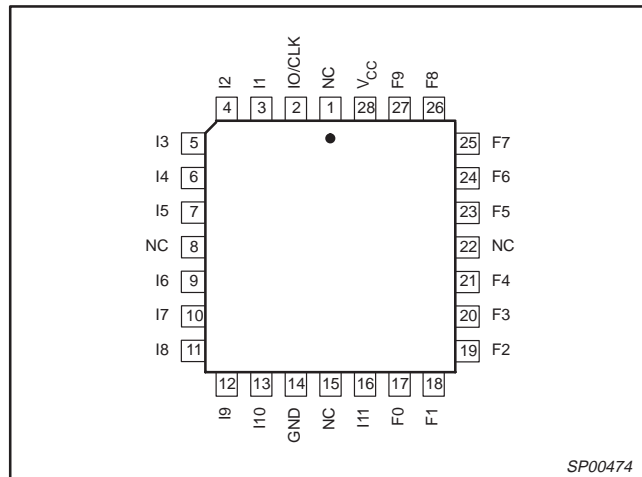 I2 I1 IO/CLK NC VCC F9 F8
4 3 2 1 28 27 26
I3 5 25 F7
I4 6 24 F6
I5 7 23 F5
NC 8 22 NC
I6 9 21 F4
I7 10 20 F3
I8 11 19 F2
12 13 14 15 16 17 18
I9 I10 GND NC I11 F0 F1
SP00474